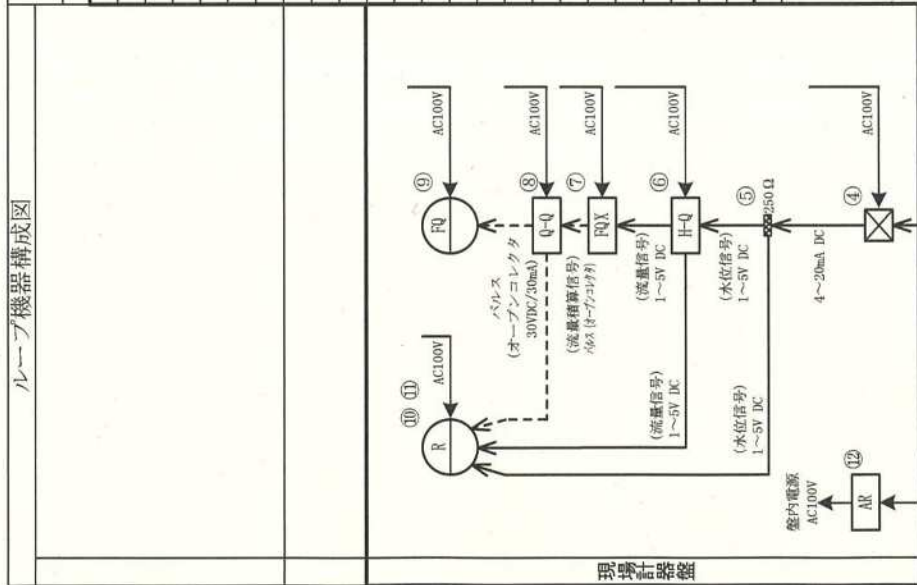 ループ機器構成図
現場計器盤
⑩ ⑪
R
AC100V
⑨
FQ
AC100V
パルス
(オープンコレクタ
30VDC/30mA)
⑧
Q-Q
AC100V
(流量積算信号)
パルス(オープンコレクタ)
⑦
FQX
AC100V
(流量信号)
1～5V DC
(流量信号)
1～5V DC
⑥
H-Q
AC100V
(水位信号)
1～5V DC
(水位信号)
1～5V DC
⑤
250Ω
4～20mA DC
④
AC100V
盤内電源
AC100V
⑫
AR